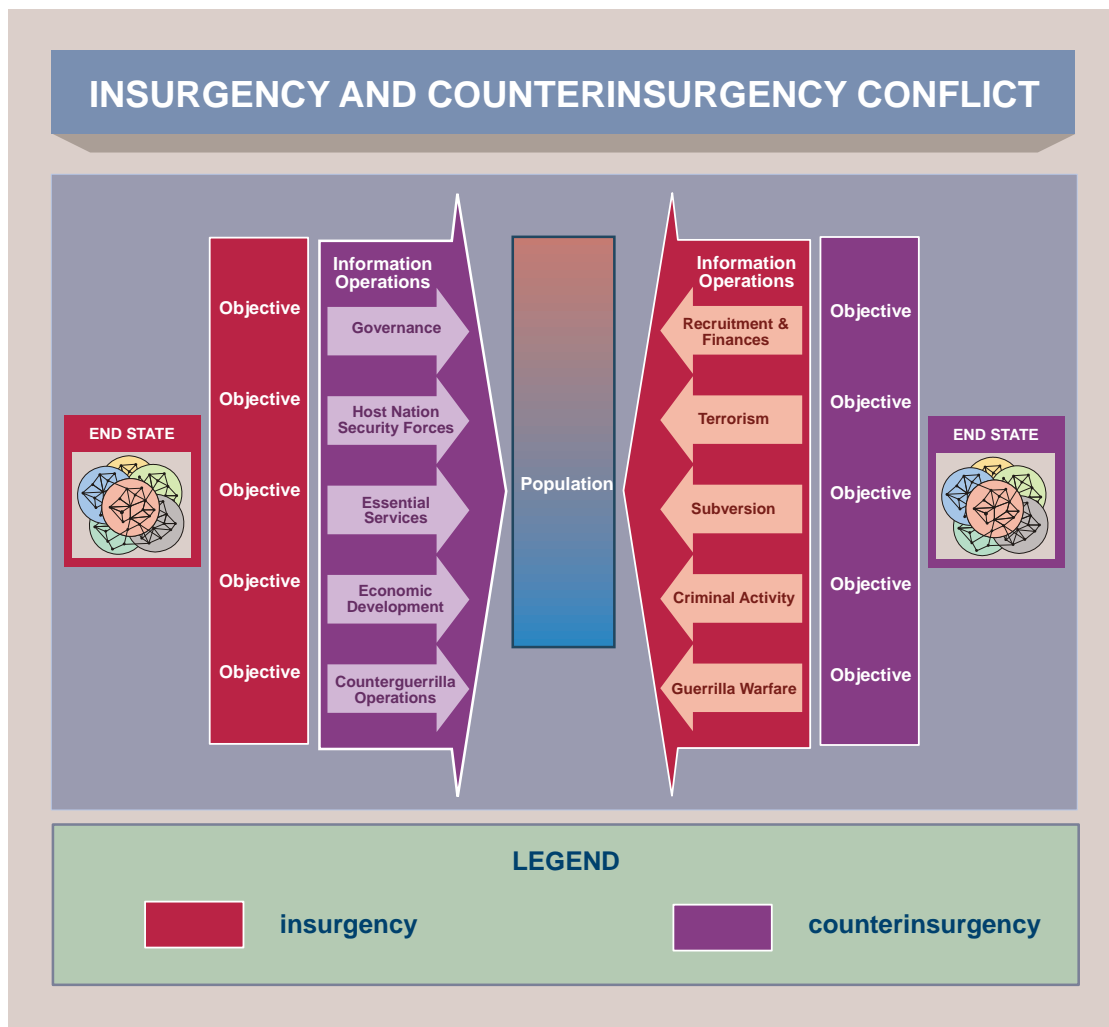 INSURGENCY AND COUNTERINSURGENCY CONFLICT
END STATE
Objective
Objective
Objective
Objective
Objective
Information
Operations
Governance
Host Nation
Security Forces
Essential
Services
Economic
Development
Counterguerrilla
Operations
Population
Information
Operations
Recruitment &
Finances
Terrorism
Subversion
Criminal Activity
Guerrilla Warfare
Objective
Objective
Objective
Objective
Objective
END STATE
LEGEND
insurgency
counterinsurgency